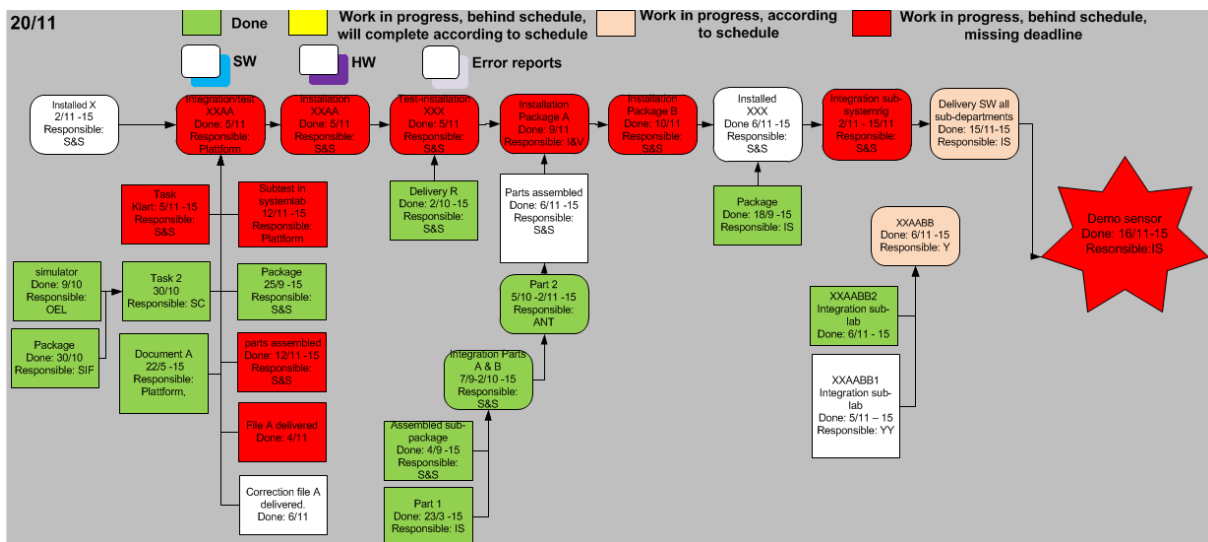 20/11
Done
Work in progress, behind schedule,
will complete according to schedule
Work in progress, according
to schedule
Work in progress, behind schedule,
missing deadline
SW
HW
Error reports
Installed X
2/11 -15
Responsible:
S&S
Integration/test
XXAA
Done: 5/11
Responsible:
Plattform
Installation
XXAA
Done: 5/11
Responsible:
S&S
Test-installation
XXX
Done: 5/11
Responsible:
S&S
Installation
Package A
Done: 9/11
Responsible: I&V
Installation
Package B
Done: 10/11
Responsible:
S&S
Installed
XXX
Done 6/11 -15
Responsible:
S&S
Integration sub-
systemrig
2/11 - 15/11
Responsible:
S&S
Delivery SW all
sub-departments
Done: 15/11-15
Responsible: IS
Demo sensor
Done: 16/11-15
Resonsible:IS
Task
Klart: 5/11 -15
Responsible:
S&S
Subtest in
systemlab
12/11 -15
Responsible:
Plattform
Delivery R
Done: 2/10 -15
Responsible:
S&S
Parts assembled
Done: 6/11 -15
Responsible:
S&S
Package
Done: 18/9 -15
Responsible: IS
XXAABB
Done: 6/11 -15
Responsible: Y
simulator
Done: 9/10
Responsible:
OEL
Task 2
30/10
Responsible: SC
Package
25/9 -15
Responsible:
S&S
Part 2
5/10 -2/11 -15
Responsible:
ANT
XXAABB2
Integration sub-
lab
Done: 6/11 - 15
Package
Done: 30/10
Responsible: SIF
Document A
22/5 -15
Responsible:
Plattform,
parts assembled
Done: 12/11 -15
Responsible:
S&S
Integration Parts
A & B
7/9-2/10 -15
Responsible:
S&S
XXAABB1
Integration sub-
lab
Done: 5/11 – 15
Responsible: YY
File A delivered
Done: 4/11
Assembled sub-
package
Done: 4/9 -15
Responsible:
S&S
Correction file A
delivered.
Done: 6/11
Part 1
Done: 23/3 -15
Responsible: IS